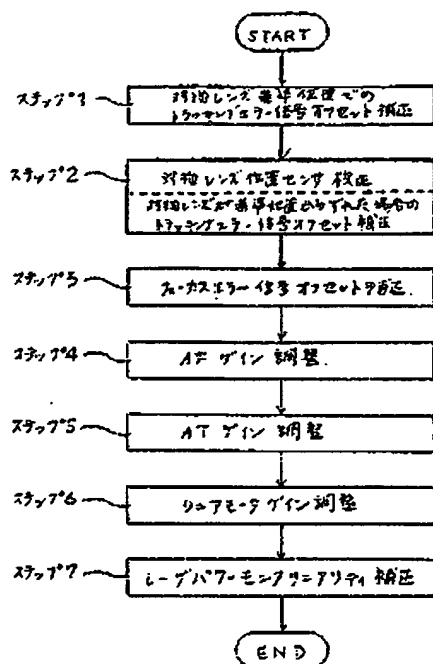 START
ステップ1
対物レンズ基準位置での
トラッキングエラー信号オフセット補正
ステップ2
対物レンズ位置センサ校正
対物レンズが基準位置からずれた場合の
トラッキングエラー信号オフセット補正
ステップ3
フォーカスエラー信号オフセット補正
ステップ4
AFゲイン調整
ステップ5
ATゲイン調整
ステップ6
リニアモータゲイン調整
ステップ7
レーザパワーモニタリニアリティ補正
END